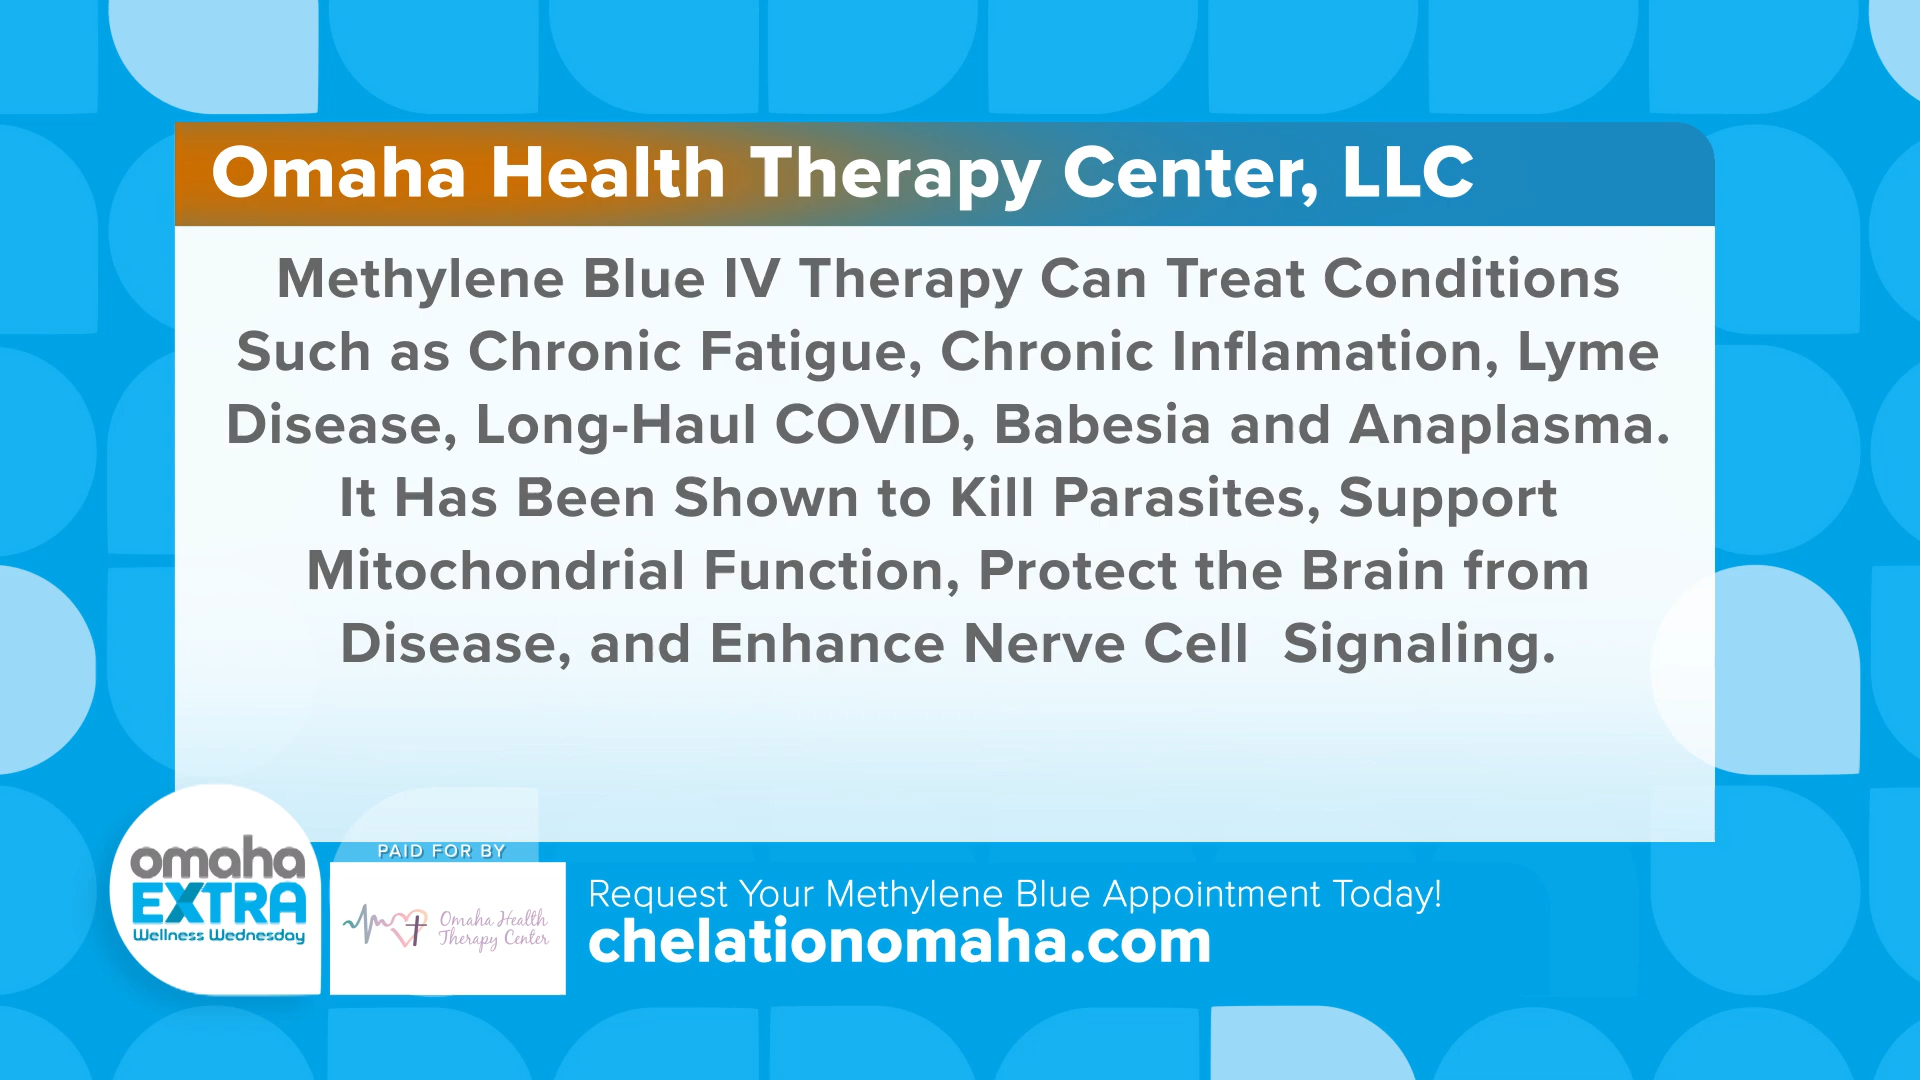 Omaha Health Therapy Center, LLC
Methylene Blue IV Therapy Can Treat Conditions
Such as Chronic Fatigue, Chronic Inflamation, Lyme
Disease, Long-Haul COVID, Babesia and Anaplasma.
It Has Been Shown to Kill Parasites, Support
Mitochondrial Function, Protect the Brain from
Disease, and Enhance Nerve Cell  Signaling.
omaha
EXTRA
Wellness Wednesday
PAID FOR BY
Omaha Health
Therapy Center
Request Your Methylene Blue Appointment Today!
chelationomaha.com